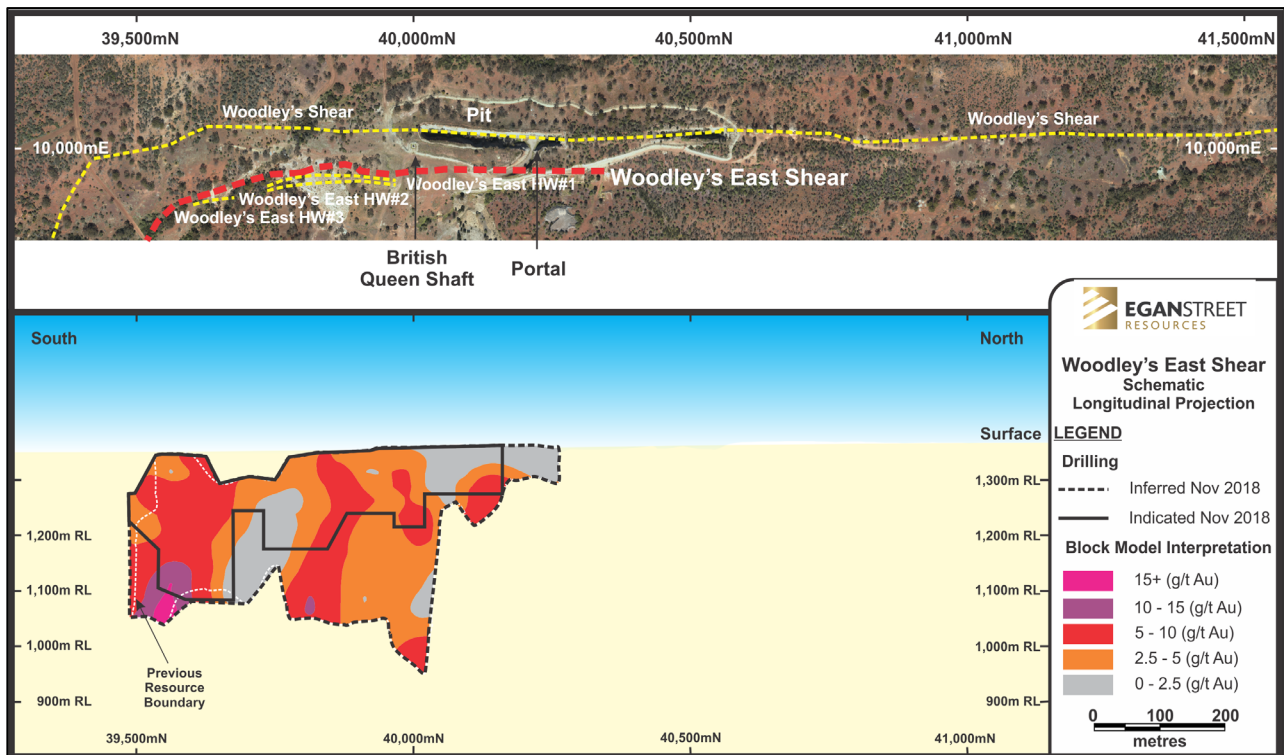 39,500mN 40,000mN 40,500mN 41,000mN 41,500mN
Woodley's Shear
Pit
Woodley's Shear
10,000mE
10,000mE
Woodley's East HW#1
Woodley's East Shear
Woodley's East HW#2
Woodley's East HW#3
British
Queen Shaft
Portal
EGANSTREET
RESOURCES
South
North
Woodley's East Shear
Schematic
Longitudinal Projection
Surface
LEGEND
Drilling
Inferred Nov 2018
Indicated Nov 2018
Block Model Interpretation
15+ (g/t Au)
10 - 15 (g/t Au)
5 - 10 (g/t Au)
2.5 - 5 (g/t Au)
0 - 2.5 (g/t Au)
0 100 200
metres
1,300m RL
1,200m RL
1,200m RL
1,100m RL
1,100m RL
1,000m RL
1,000m RL
900m RL
900m RL
Previous
Resource
Boundary
39,500mN 40,000mN 40,500mN 41,000mN